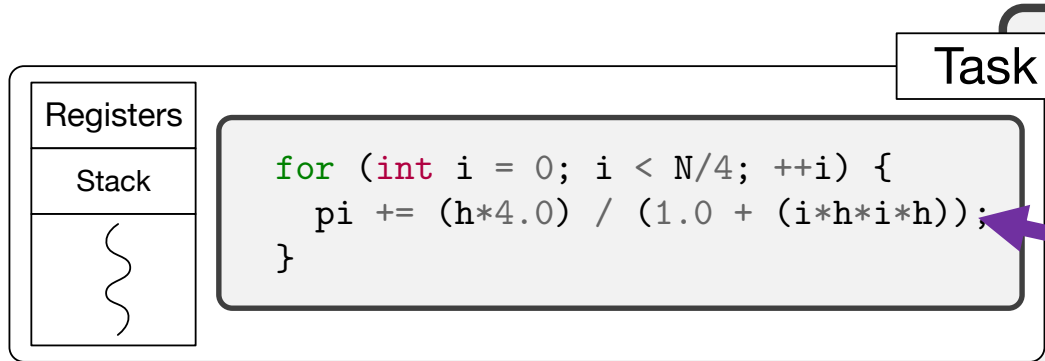 Task
Registers
Stack
for (int i = 0; i < N/4; ++i) {
pi += (h*4.0) / (1.0 + (i*h*i*h));
}